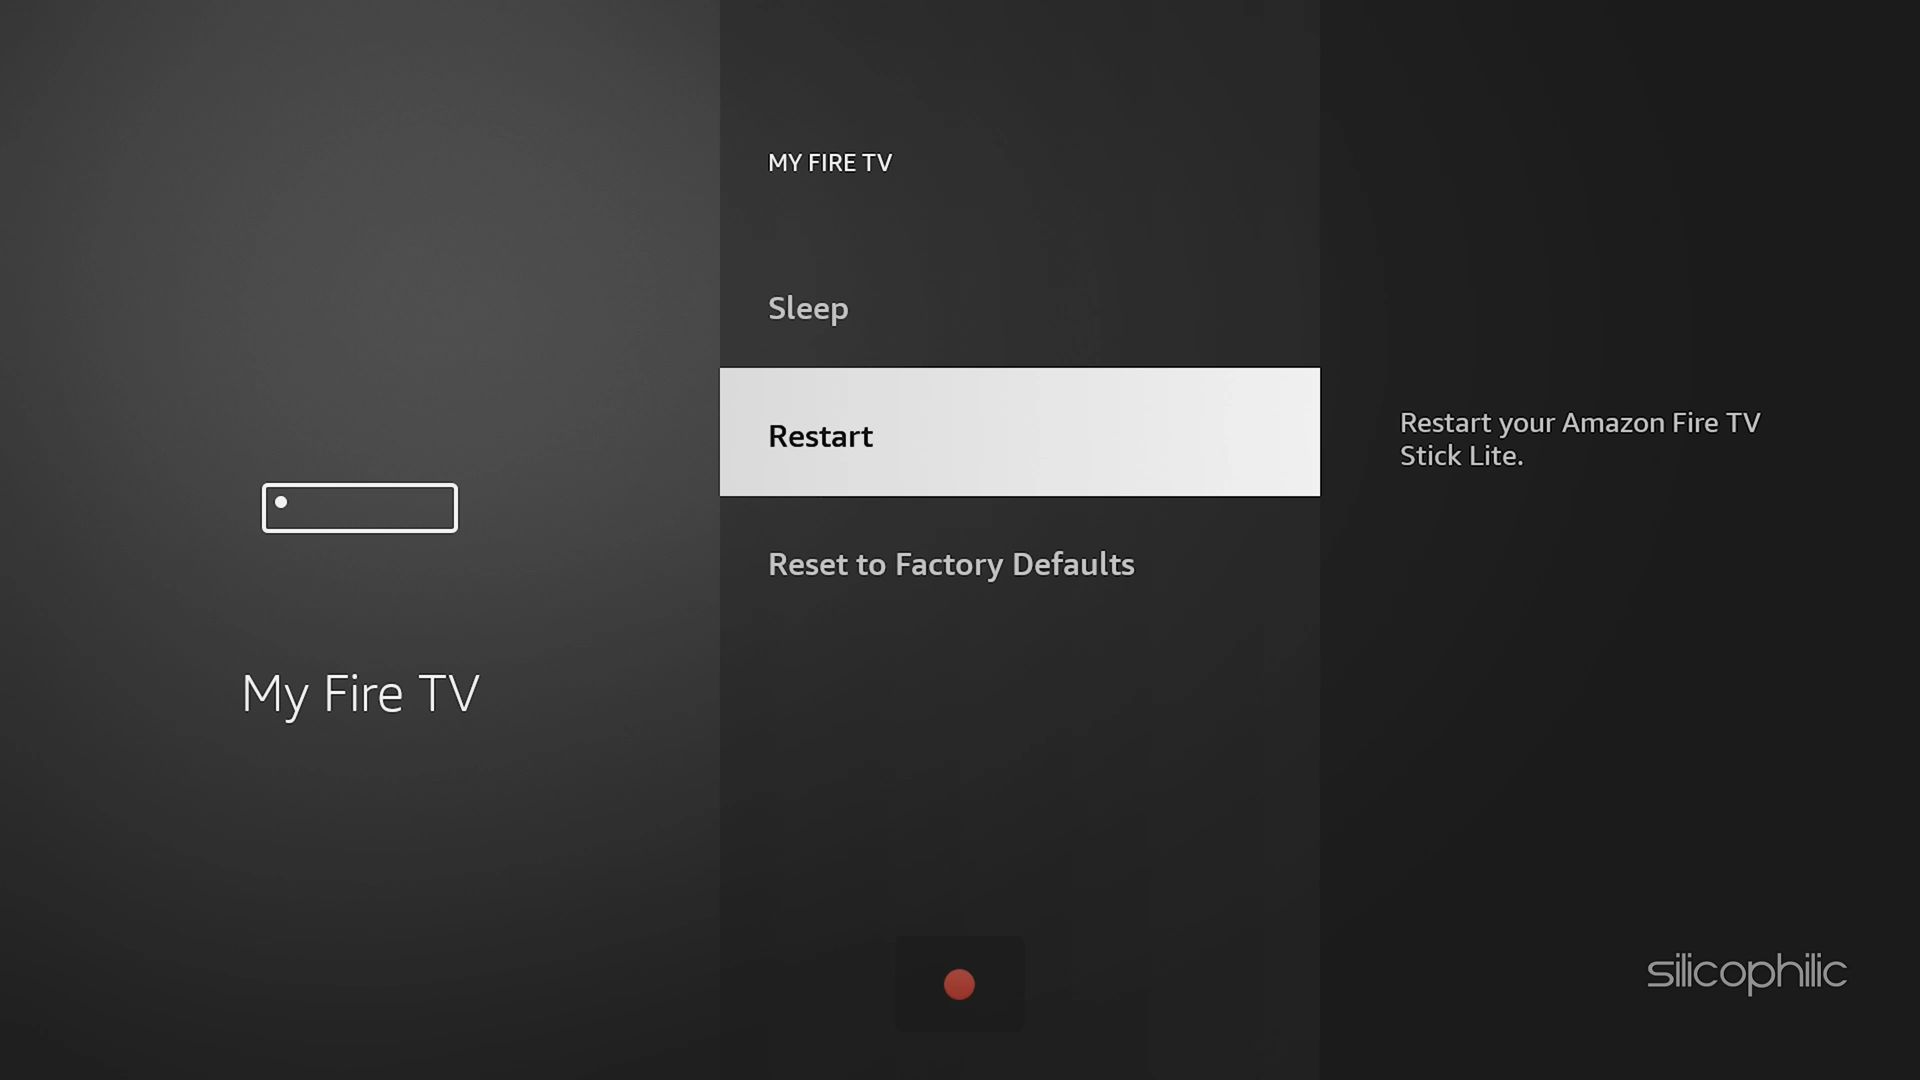 MY FIRE TV
Sleep
Restart
Restart your Amazon Fire TV
Stick Lite.
Reset to Factory Defaults
My Fire TV
silicophilic